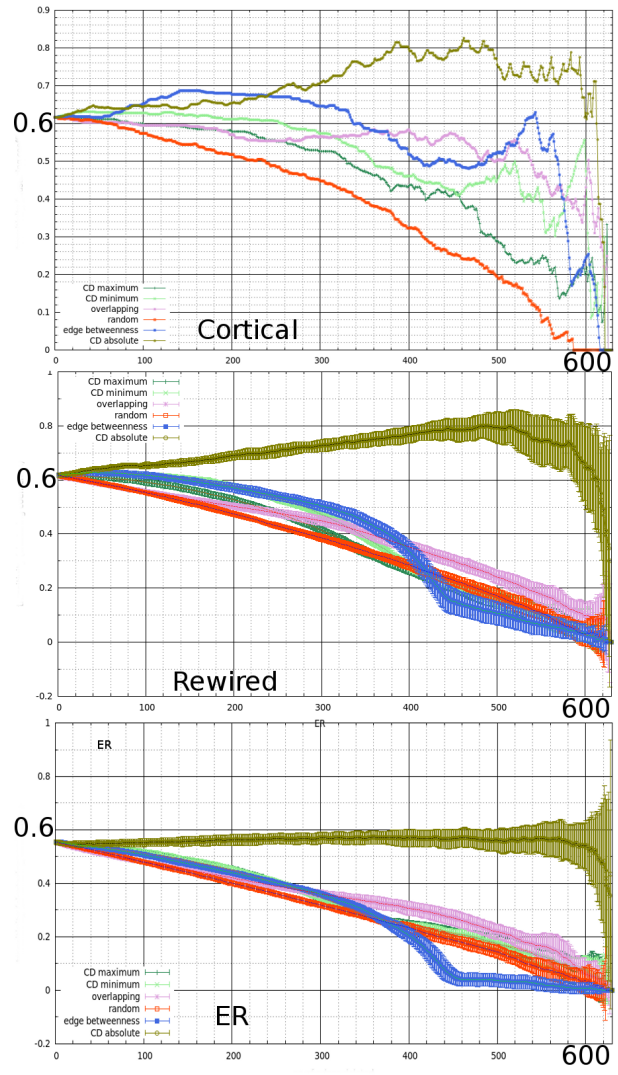 0.9
0.8
0.7
0.6
0.5
0.4
0.3
0.2
0.1
0
CD maximum
CD minimum
overlapping
random
edge betweenness
CD absolute
Cortical
0 100 200 300 400 500 600
1
0.8
0.6
0.4
0.2
0
-0.2
CD maximum
CD minimum
overlapping
random
edge betweenness
CD absolute
Rewired
0 100 200 300 400 500 600
ER
1
0.8
0.6
0.4
0.2
0
-0.2
ER
CD maximum
CD minimum
overlapping
random
edge betweenness
CD absolute
ER
0 100 200 300 400 500 600